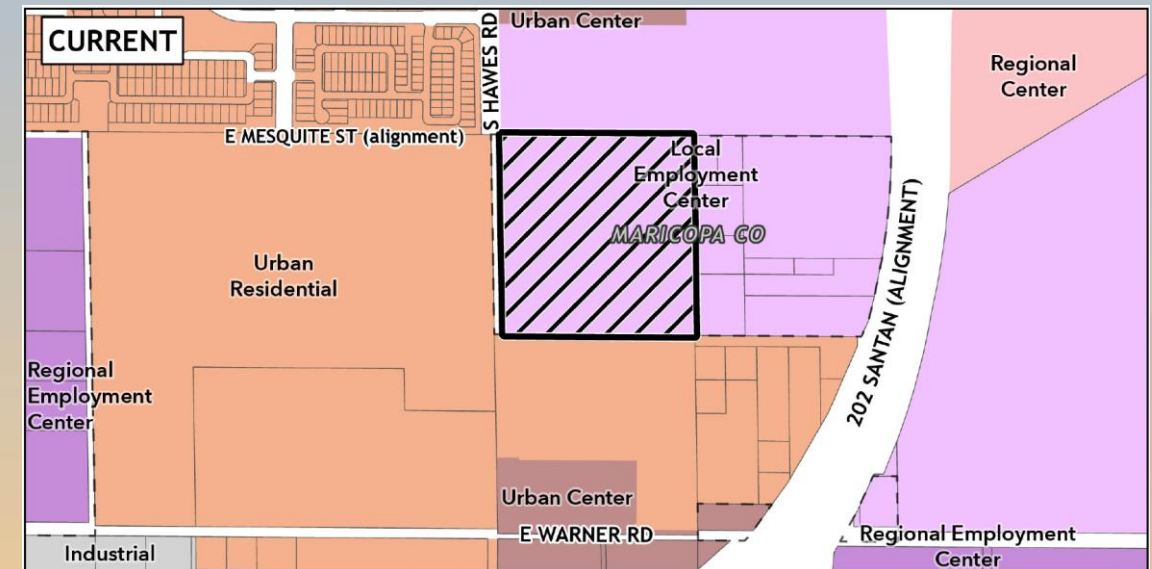 CURRENT
Urban Center
S HAWES RD
Regional
Center
E MESQUITE ST (alignment)
Local
Employment
Center
MARICOPA CO
Urban
Residential
202 SANTAN (ALIGNMENT)
Regional
Employment
Center
Urban Center
E WARNER RD
Regional Employment
Center
Industrial